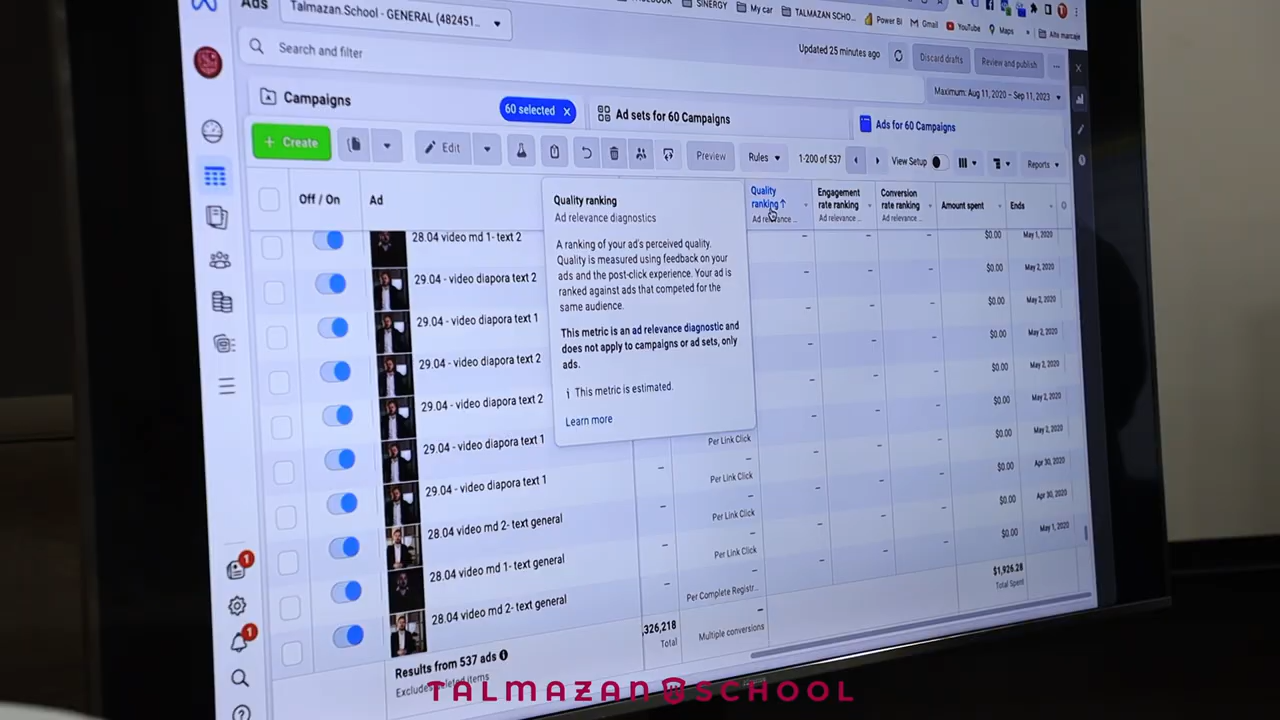 SINERGY
My car
TALMAZAN SCHO...
Power BI
Gmail
YouTube
Maps
Ads
Talmazan.School - GENERAL (482451...
Search and filter
Updated 25 minutes ago
Discard drafts
Review and publish
Maximum: Aug 11, 2020 – Sep 11, 2023
Campaigns
60 selected
Ad sets for 60 Campaigns
Ads for 60 Campaigns
+ Create
Edit
Preview
Rules
1-200 of 537
View Setup
Reports
Off / On
Ad
Quality ranking↑
Ad relevance ...
Engagement rate ranking
Ad relevance ...
Conversion rate ranking
Ad relevance ...
Amount spent
Ends
Quality ranking
Ad relevance diagnostics
A ranking of your ad's perceived quality.
Quality is measured using feedback on your
ads and the post-click experience. Your ad is
ranked against ads that competed for the
same audience.
This metric is an ad relevance diagnostic and
does not apply to campaigns or ad sets, only
ads.
This metric is estimated.
Learn more
28.04 video md 1- text 2
29.04 - video diapora text 2
29.04 - video diapora text 1
29.04 - video diapora text 2
29.04 - video diapora text 2
29.04 - video diapora text 1
29.04 - video diapora text 1
28.04 video md 2- text general
28.04 video md 1- text general
28.04 video md 2- text general
Per Link Click
Per Link Click
Per Link Click
Per Link Click
Per Complete Registr...
Multiple conversions
$0.00 May 1, 2020
$0.00 May 2, 2020
$0.00 May 2, 2020
$0.00 May 2, 2020
$0.00 May 2, 2020
$0.00 May 2, 2020
$0.00 May 2, 2020
$0.00 Apr 30, 2020
$0.00 Apr 30, 2020
$0.00 May 1, 2020
$1,926.28
Total Spent
,326,218
Total
Results from 537 ads
Excludes deleted items
1
1
TALMAZAN SCHOOL